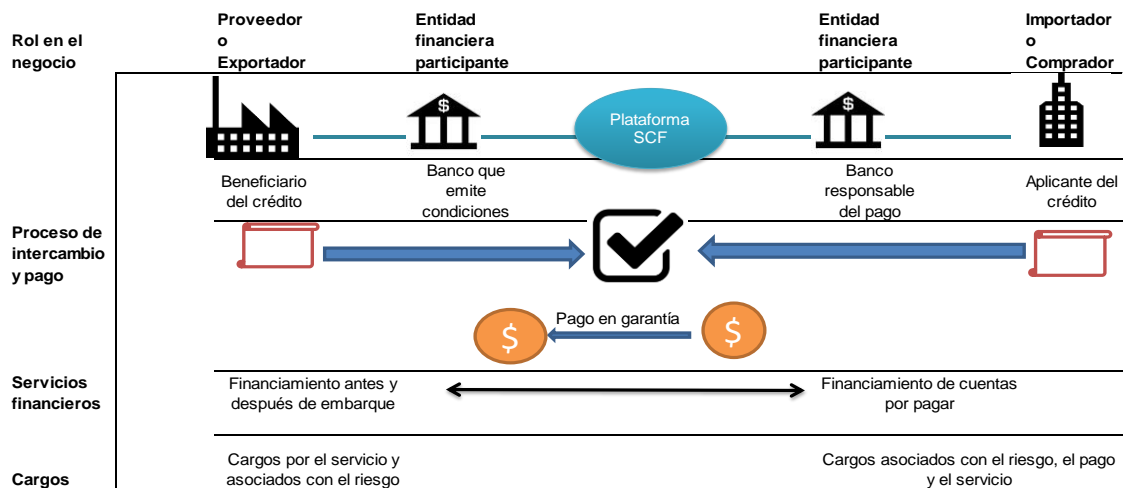 Rol en el
negocio
Proveedor
o
Exportador
Entidad
financiera
participante
Entidad
financiera
participante
Importador
o
Comprador
$
Plataforma
SCF
$
Beneficiario
del crédito
Banco que
emite
condiciones
Banco
responsable
del pago
Aplicante del
crédito
Proceso de
intercambio
y pago
$
Pago en garantía
$
Servicios
financieros
Financiamiento antes y
después de embarque
Financiamiento de cuentas
por pagar
Cargos
Cargos por el servicio y
asociados con el riesgo
Cargos asociados con el riesgo, el pago
y el servicio